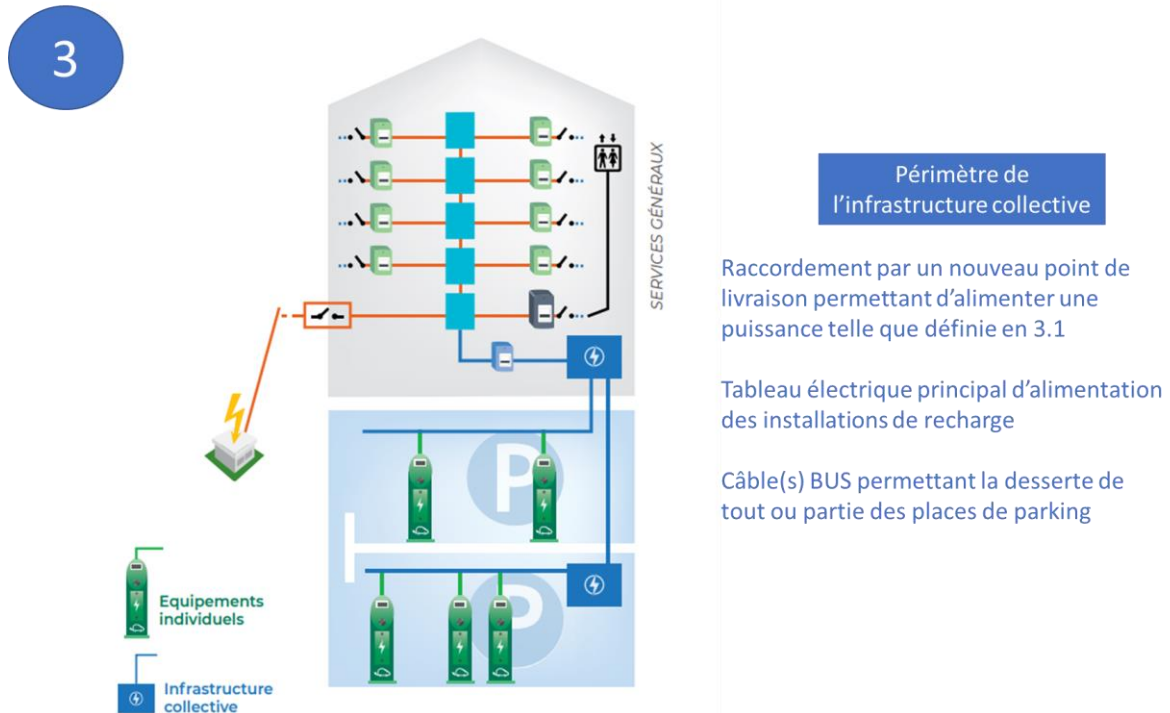 3
SERVICES GÉNÉRAUX
Périmètre de
l'infrastructure collective
Raccordement par un nouveau point de
livraison permettant d'alimenter une
puissance telle que définie en 3.1
Tableau électrique principal d'alimentation
des installations de recharge
Câble(s) BUS permettant la desserte de
tout ou partie des places de parking
P
P
Equipements
individuels
Infrastructure
collective